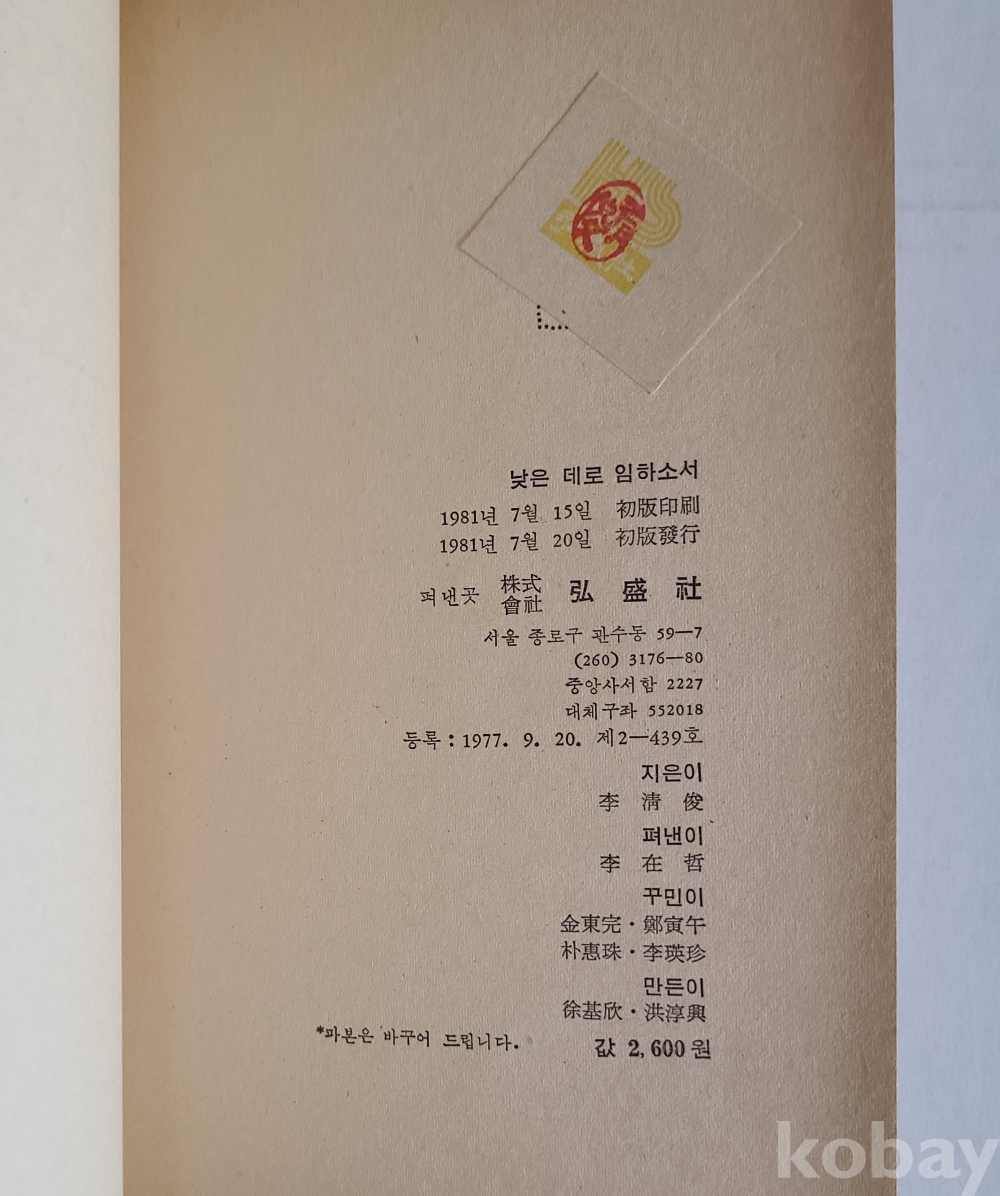 낮은 데로 임하소서
1981년 7월 15일 初版印刷
1981년 7월 20일 初版發行
펴낸곳 株式會社 弘盛社
서울 종로구 관수동 59—7
(260) 3176—80
중앙사서함 2227
대체구좌 552018
등록 : 1977. 9. 20. 제2—439호
지은이
李清俊
펴낸이
李在哲
꾸민이
金東完・鄭寅午
朴惠珠・李瑛珍
만든이
徐基欣・洪淳興
*파본은 바꾸어 드립니다.
값 2,600원
kobay